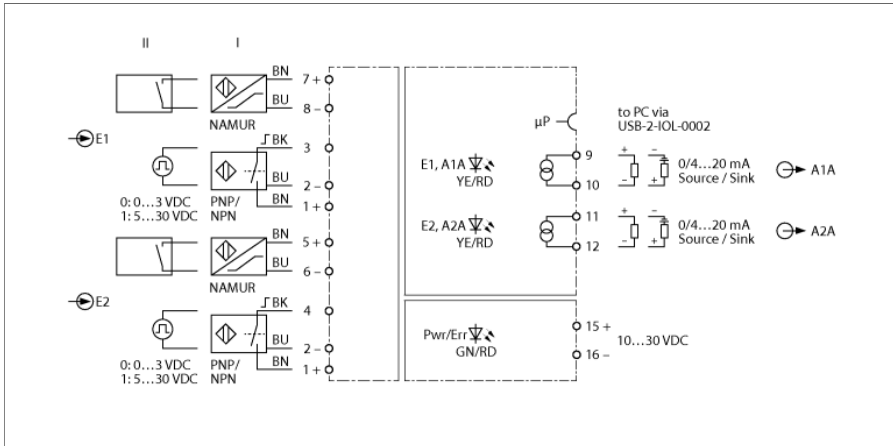 II
I
BN
7 +
BU
8 –
NAMUR
E1
BK
3
BU
2 –
BN
1 +
0: 0...3 VDC
1: 5...30 VDC
PNP/
NPN
BN
5 +
BU
6 –
NAMUR
E2
BK
4
BU
2 –
BN
1 +
0: 0...3 VDC
1: 5...30 VDC
PNP/
NPN
µP
to PC via
USB-2-IOL-0002
E1, A1A
YE/RD
9
10
+
–
–
+
0/4...20 mA
Source / Sink
A1A
E2, A2A
YE/RD
11
12
+
–
–
+
0/4...20 mA
Source / Sink
A2A
Pwr/Err
GN/RD
15 +
16 –
10...30 VDC